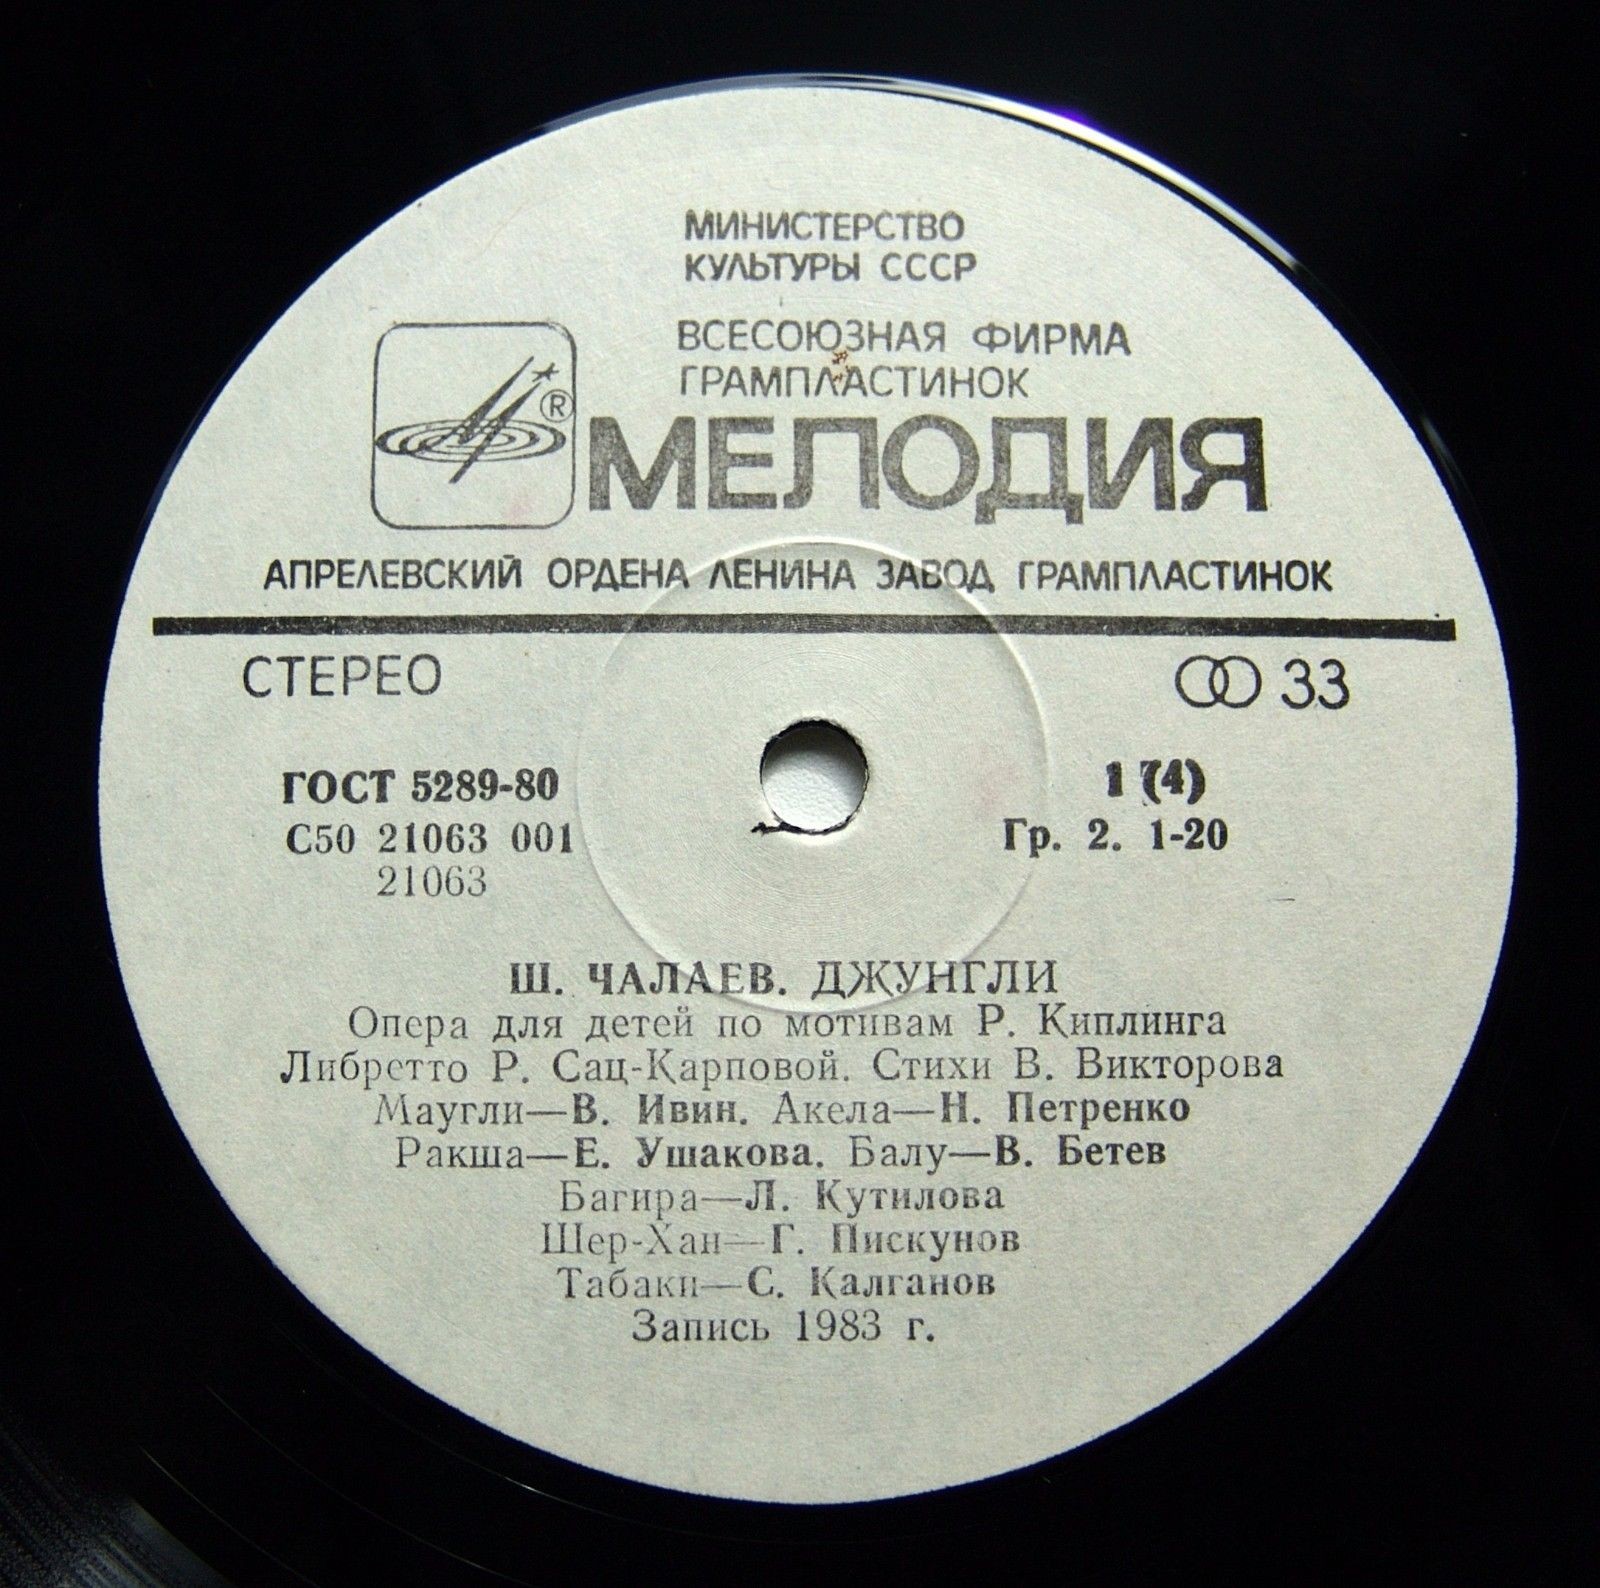 МИНИСТЕРСТВО
КУЛЬТУРЫ СССР
ВСЕСОЮЗНАЯ ФИРМА
ГРАМПЛАСТИНОК
®
МЕЛОДИЯ
АПРЕЛЕВСКИЙ ОРДЕНА ЛЕНИНА ЗАВОД ГРАМПЛАСТИНОК
СТЕРЕО
33
ГОСТ 5289-80
1 (4)
С50 21063 001
Гр. 2. 1-20
21063
Ш. ЧАЛАЕВ. ДЖУНГЛИ
Опера для детей по мотивам Р. Киплинга
Либретто Р. Сац-Карповой. Стихи В. Викторова
Маугли—В. Ивин. Акела—Н. Петренко
Ракша—Е. Ушакова. Балу—В. Бетев
Багира—Л. Кутилова
Шер-Хан—Г. Пискунов
Табаки—С. Калганов
Запись 1983 г.